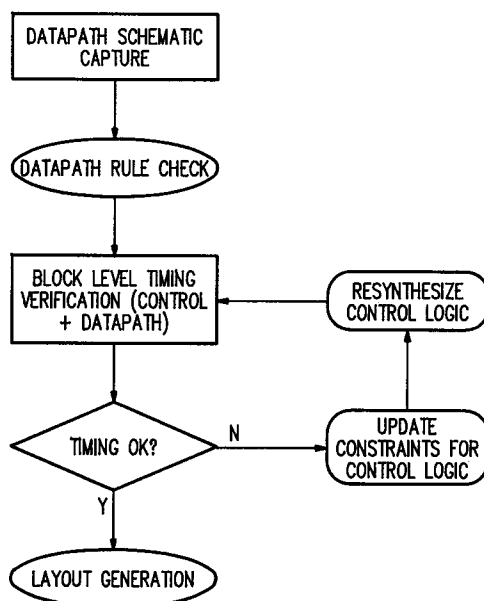 DATAPATH SCHEMATIC
CAPTURE
DATAPATH RULE CHECK
BLOCK LEVEL TIMING
VERIFICATION (CONTROL
+ DATAPATH)
RESYNTHESIZE
CONTROL LOGIC
TIMING OK?
N
UPDATE
CONSTRAINTS FOR
CONTROL LOGIC
Y
LAYOUT GENERATION